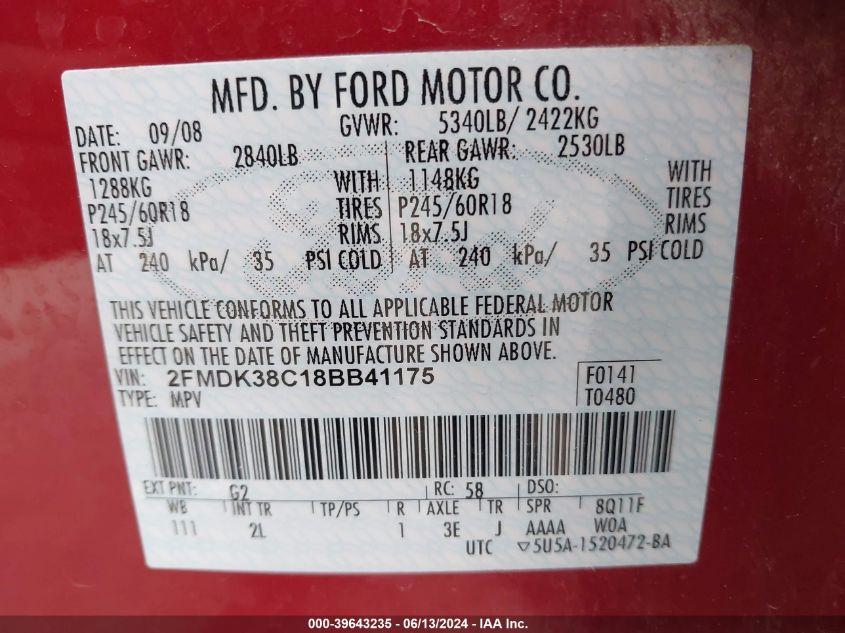 MFD. BY FORD MOTOR CO.
DATE: 09/08 GVWR: 5340LB/ 2422KG
FRONT GAWR: 2840LB REAR GAWR: 2530LB
1288KG WITH 1148KG WITH
P245/60R18 TIRES P245/60R18 TIRES
18x7.5J RIMS 18x7.5J RIMS
AT 240 kPa/ 35 PSI COLD AT 240 kPa/ 35 PSI COLD
THIS VEHICLE CONFORMS TO ALL APPLICABLE FEDERAL MOTOR
VEHICLE SAFETY AND THEFT PREVENTION STANDARDS IN
EFFECT ON THE DATE OF MANUFACTURE SHOWN ABOVE.
VIN: 2FMDK38C18BB41175 F0141
TYPE: MPV T0480
EXT PNT: G2 RC: 58 DSO:
WB INT TR TP/PS R AXLE TR SPR 8Q11F
111 2L 1 3E J AAAA WOA
UTC ▽5U5A-1520472-BA
000-39643235 - 06/13/2024 - IAA Inc.